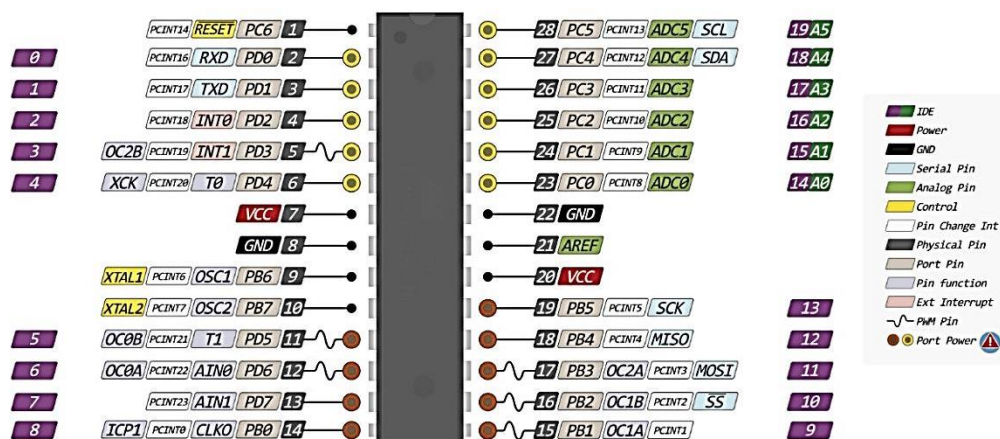 PCINT14 RESET PC6 1 28 PC5 PCINT13 ADC5 SCL 19 A5
0 PCINT16 RXD PD0 2 27 PC4 PCINT12 ADC4 SDA 18 A4
1 PCINT17 TXD PD1 3 26 PC3 PCINT11 ADC3 17 A3
2 PCINT18 INT0 PD2 4 25 PC2 PCINT10 ADC2 16 A2
3 OC2B PCINT19 INT1 PD3 5 24 PC1 PCINT9 ADC1 15 A1
4 XCK PCINT20 T0 PD4 6 23 PC0 PCINT8 ADC0 14 A0
VCC 7 22 GND
GND 8 21 AREF
XTAL1 PCINT6 OSC1 PB6 9 20 VCC
XTAL2 PCINT7 OSC2 PB7 10 19 PB5 PCINT5 SCK 13
5 OC0B PCINT21 T1 PD5 11 18 PB4 PCINT4 MISO 12
6 OC0A PCINT22 AIN0 PD6 12 17 PB3 OC2A PCINT3 MOSI 11
7 PCINT23 AIN1 PD7 13 16 PB2 OC1B PCINT2 SS 10
8 ICP1 PCINT0 CLKO PB0 14 15 PB1 OC1A PCINT1 9
IDE
Power
GND
Serial Pin
Analog Pin
Control
Pin Change Int
Physical Pin
Port Pin
Pin function
Ext Interrupt
PWM Pin
Port Power